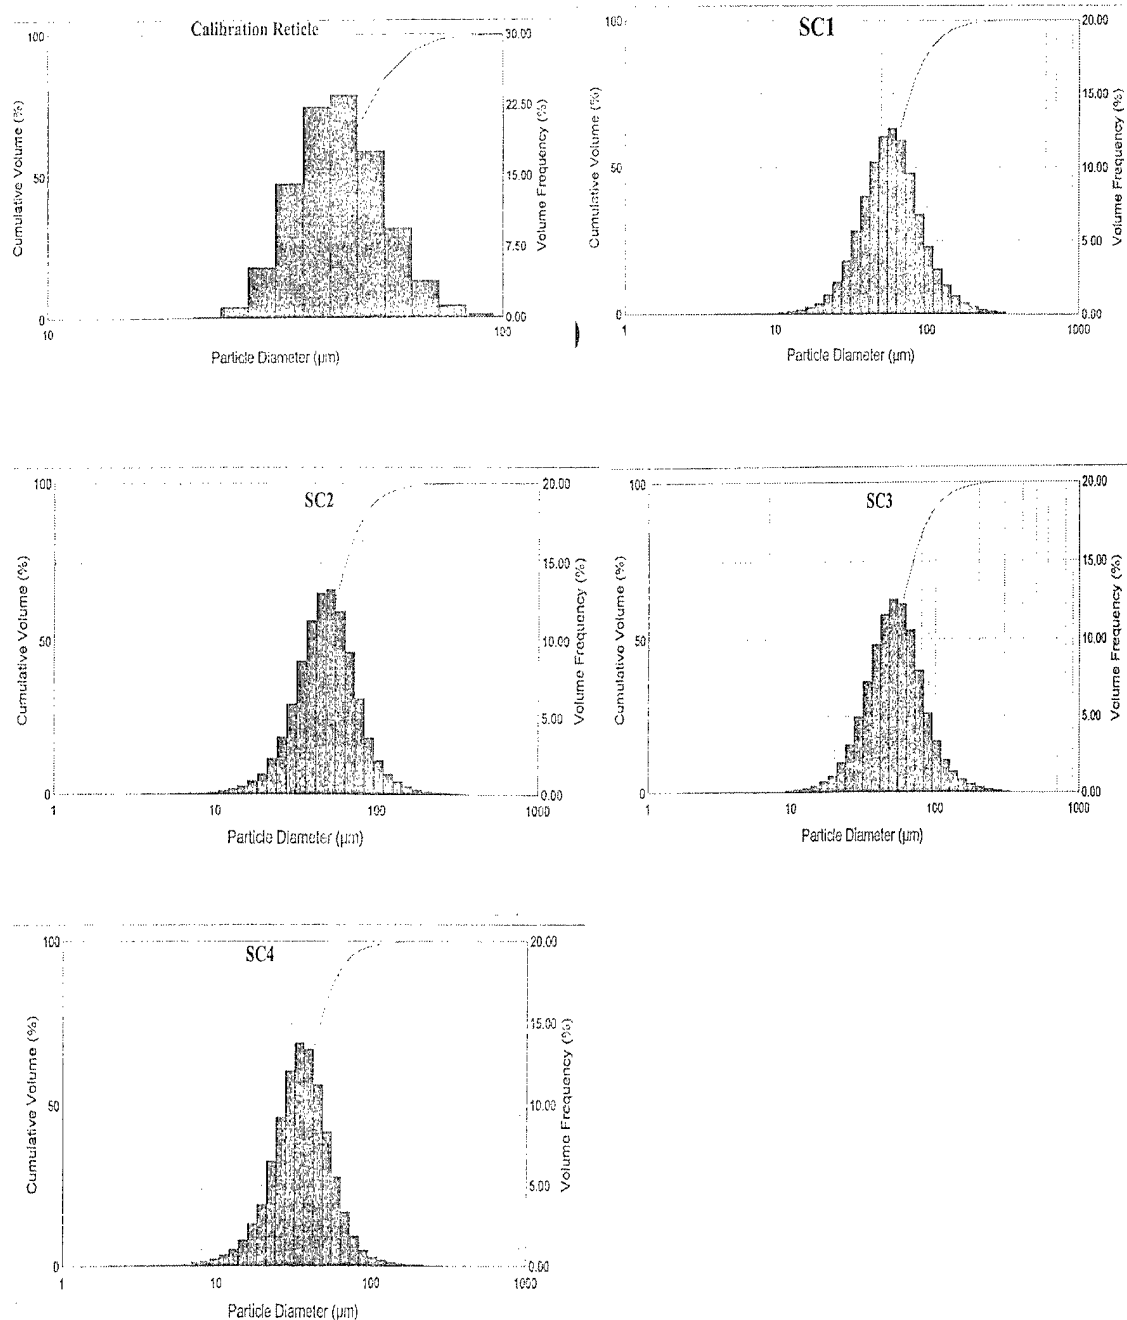 Calibration Reticle
100
50
0
Cumulative Volume (%)
30.00
22.50
15.00
7.50
0.00
Volume Frequency (%)
10
100
Particle Diameter (µm)
SC1
100
50
0
Cumulative Volume (%)
20.00
15.00
10.00
5.00
0.00
Volume Frequency (%)
1
10
100
1000
Particle Diameter (µm)
SC2
100
50
0
Cumulative Volume (%)
20.00
15.00
10.00
5.00
0.00
Volume Frequency (%)
1
10
100
1000
Particle Diameter (µm)
SC3
100
50
0
Cumulative Volume (%)
20.00
15.00
10.00
5.00
0.00
Volume Frequency (%)
1
10
100
1000
Particle Diameter (µm)
SC4
100
50
0
Cumulative Volume (%)
20.00
15.00
10.00
5.00
0.00
Volume Frequency (%)
1
10
100
1000
Particle Diameter (µm)